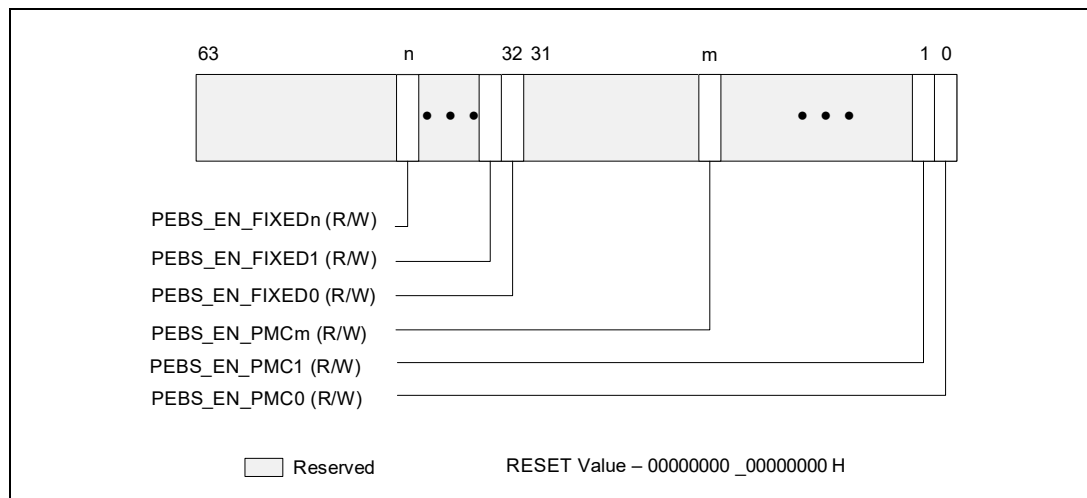 63 n 32 31 m 1 0
PEBS_EN_FIXEDn (R/W)
PEBS_EN_FIXED1 (R/W)
PEBS_EN_FIXED0 (R/W)
PEBS_EN_PMCm (R/W)
PEBS_EN_PMC1 (R/W)
PEBS_EN_PMC0 (R/W)
Reserved RESET Value – 00000000 _00000000 H